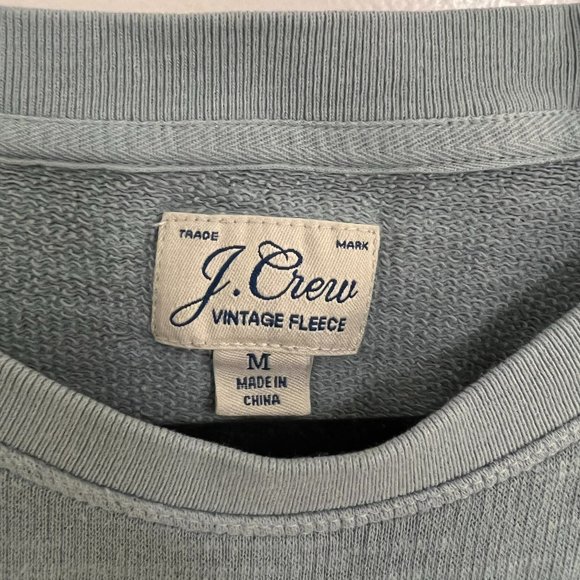 TRADE MARK
J.Crew
VINTAGE FLEECE
M
MADE IN
CHINA